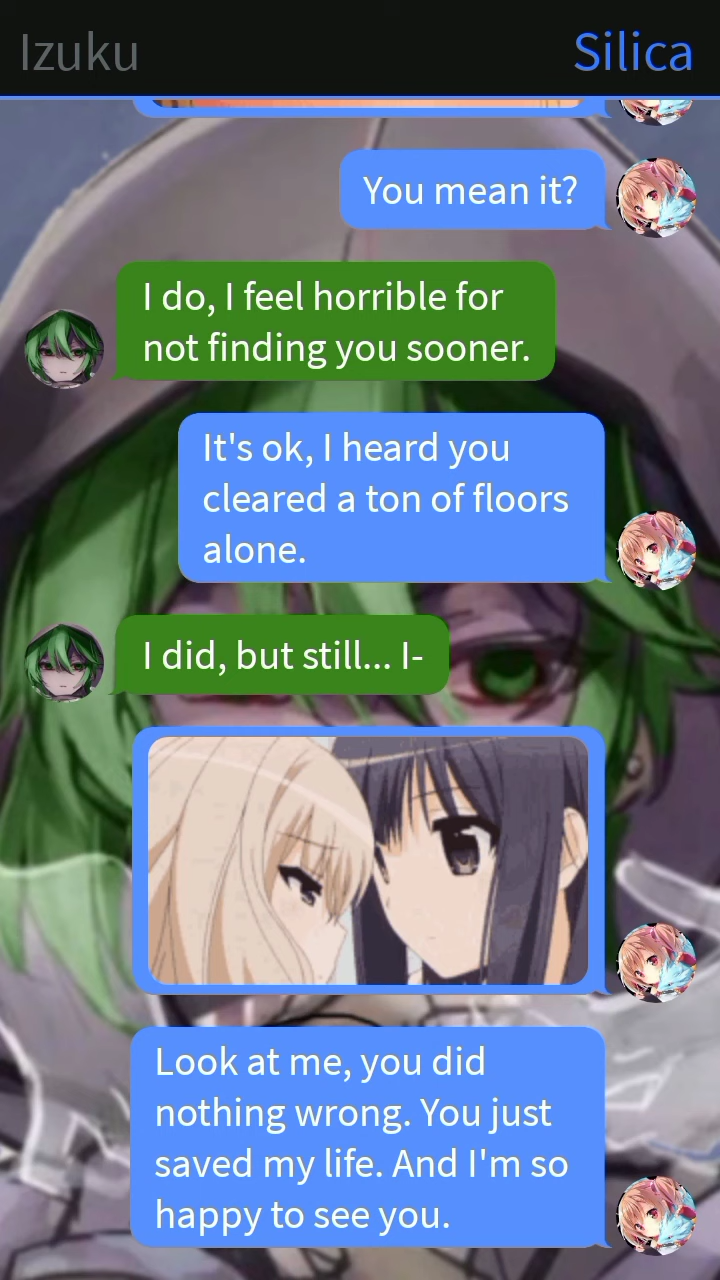 Izuku
Silica
You mean it?
I do, I feel horrible for
not finding you sooner.
It's ok, I heard you
cleared a ton of floors
alone.
I did, but still... I-
Look at me, you did
nothing wrong. You just
saved my life. And I'm so
happy to see you.